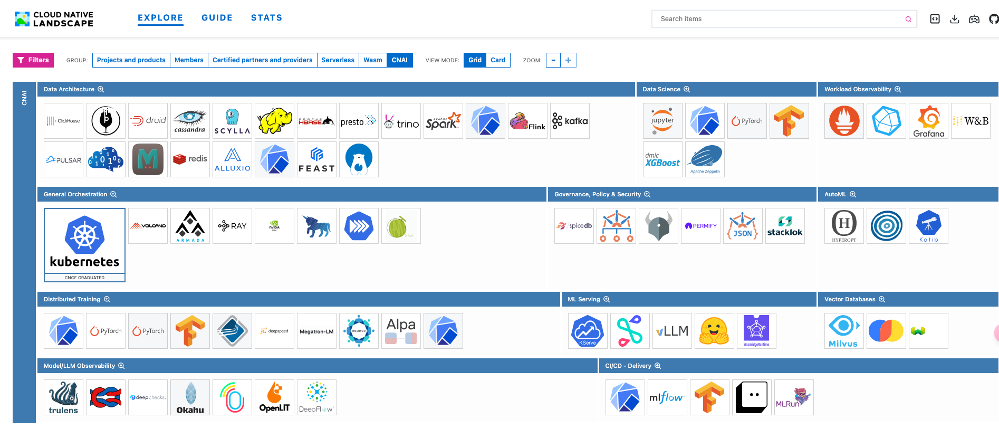 CLOUD NATIVE
LANDSCAPE
EXPLORE
GUIDE
STATS
Search items
Filters
GROUP:
Projects and products
Members
Certified partners and providers
Serverless
Wasm
CNAI
VIEW MODE:
Grid
Card
ZOOM:
-
+
CNAI
Data Architecture
ClickHouse
druid
cassandra
SCYLLA
APACHE
HBASE
presto
trino
APACHE
Spark
Flink
kafka
PULSAR
redis
ALLUXIO
FEAST
Data Science
jupyter
PyTorch
dmlc
XGBoost
Apache Zeppelin
Workload Observability
Grafana
W&B
General Orchestration
kubernetes
CNCF GRADUATED
VOLCANO
ARMADA
RAY
NVIDIA
Governance, Policy & Security
spicedb
PERMIFY
{JSON}
stacklok
AutoML
H
HYPEROPT
Katib
Distributed Training
PyTorch
PyTorch
deepspeed
Megatron-LM
HOROVOD
Alpa
ML Serving
KServe
vLLM
WasmEdgeRuntime
Vector Databases
Milvus
Model/LLM Observability
trulens
deepchecks.
Okahu
OpenLIT
DeepFlow
CI/CD - Delivery
mlflow
MLRun